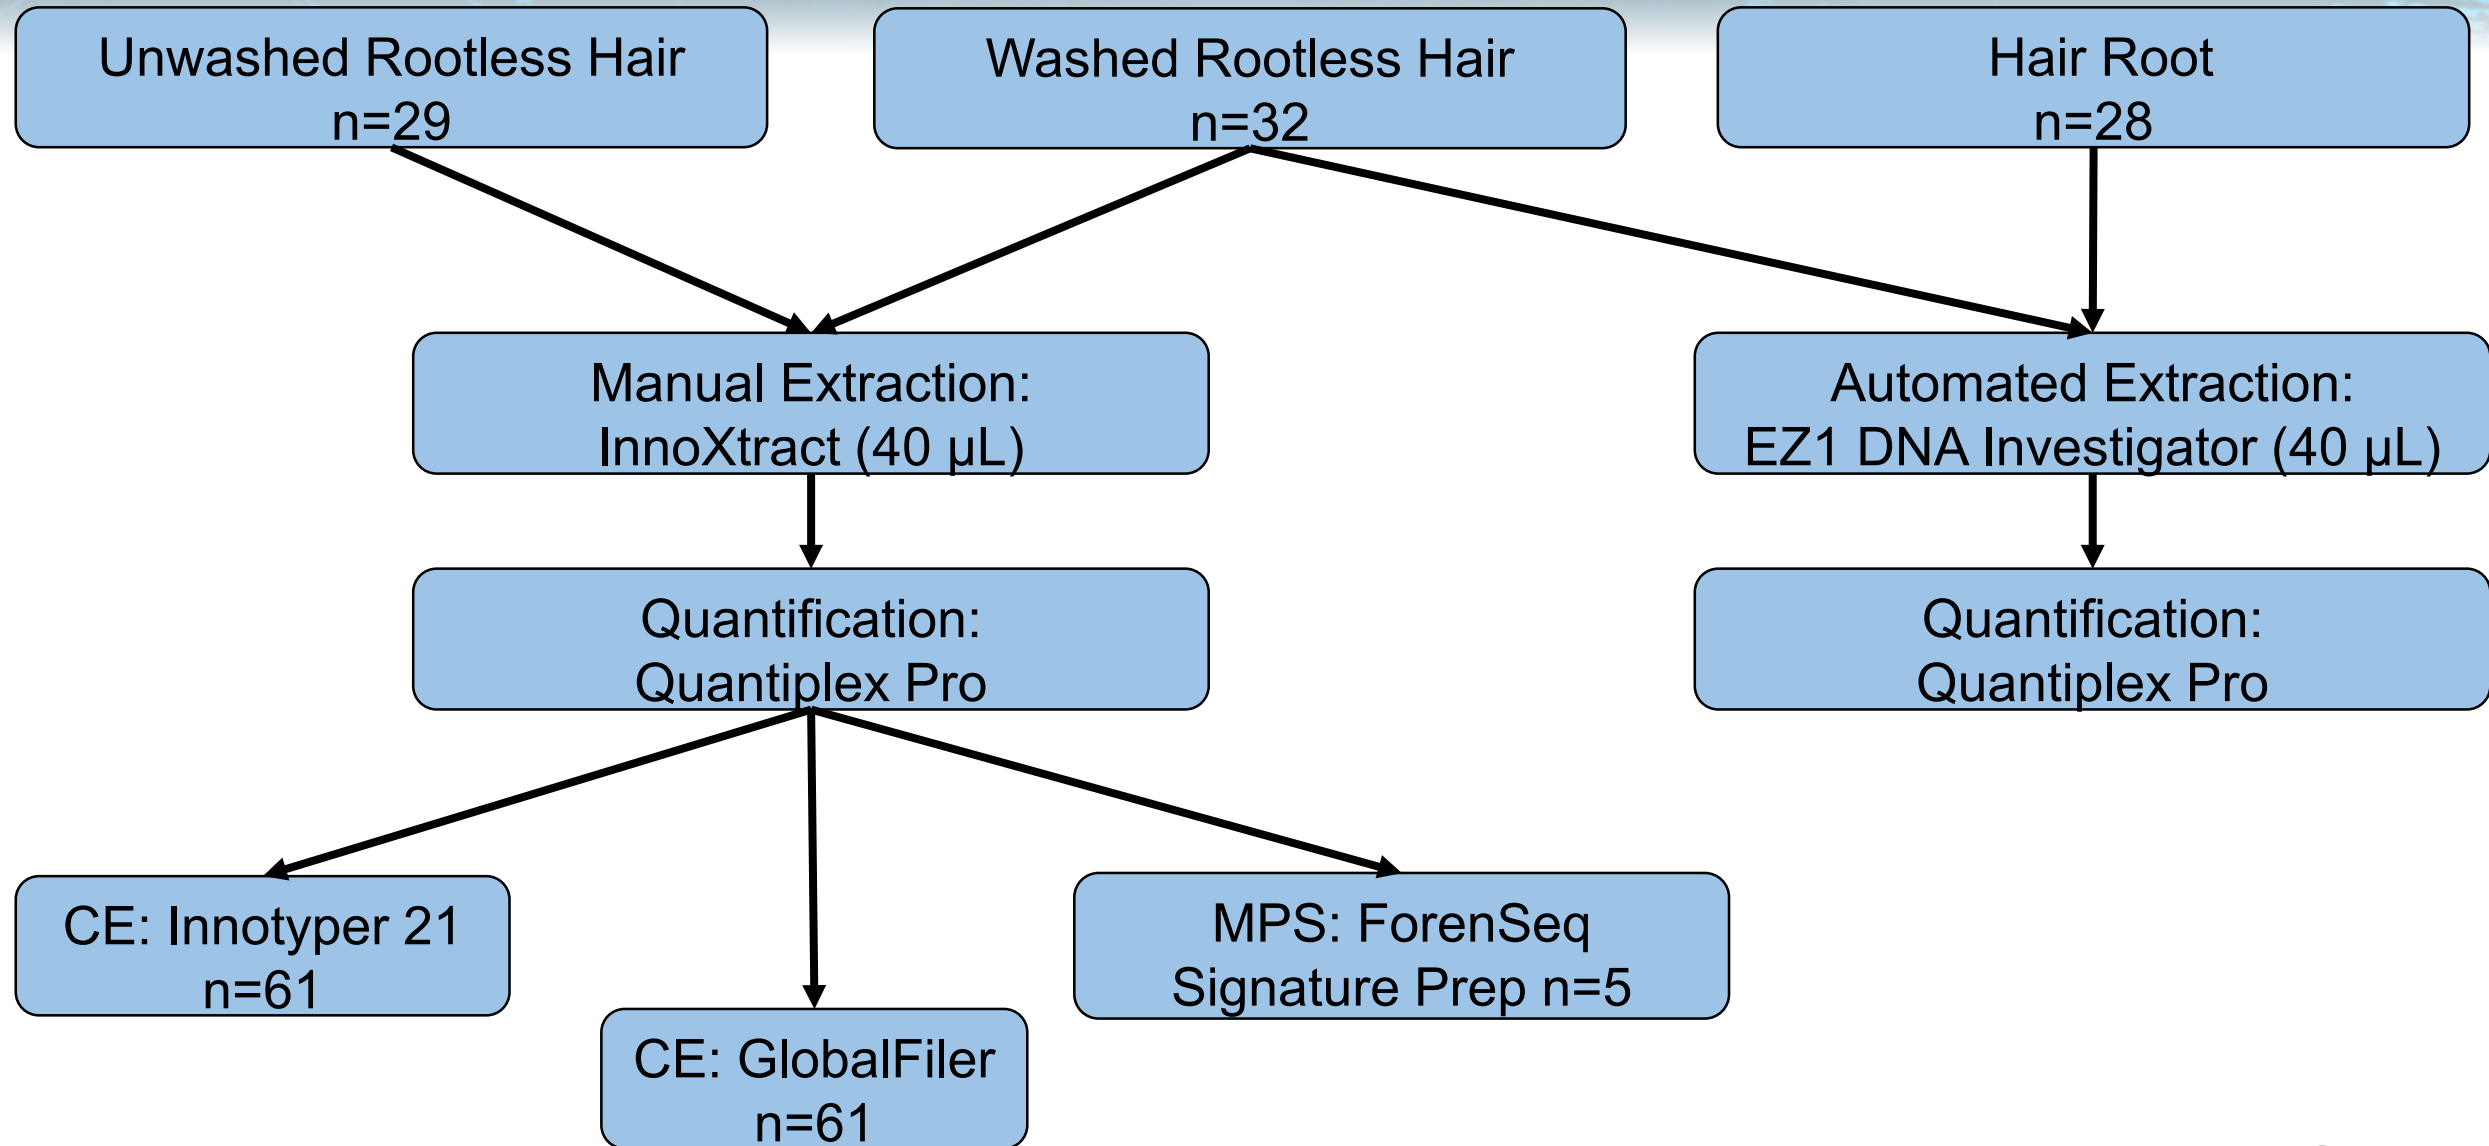 Unwashed Rootless Hair
n=29
Washed Rootless Hair
n=32
Hair Root
n=28
Manual Extraction:
InnoXtract (40 µL)
Automated Extraction:
EZ1 DNA Investigator (40 µL)
Quantification:
Quantiplex Pro
Quantification:
Quantiplex Pro
CE: Innotyper 21
n=61
CE: GlobalFiler
n=61
MPS: ForenSeq
Signature Prep n=5